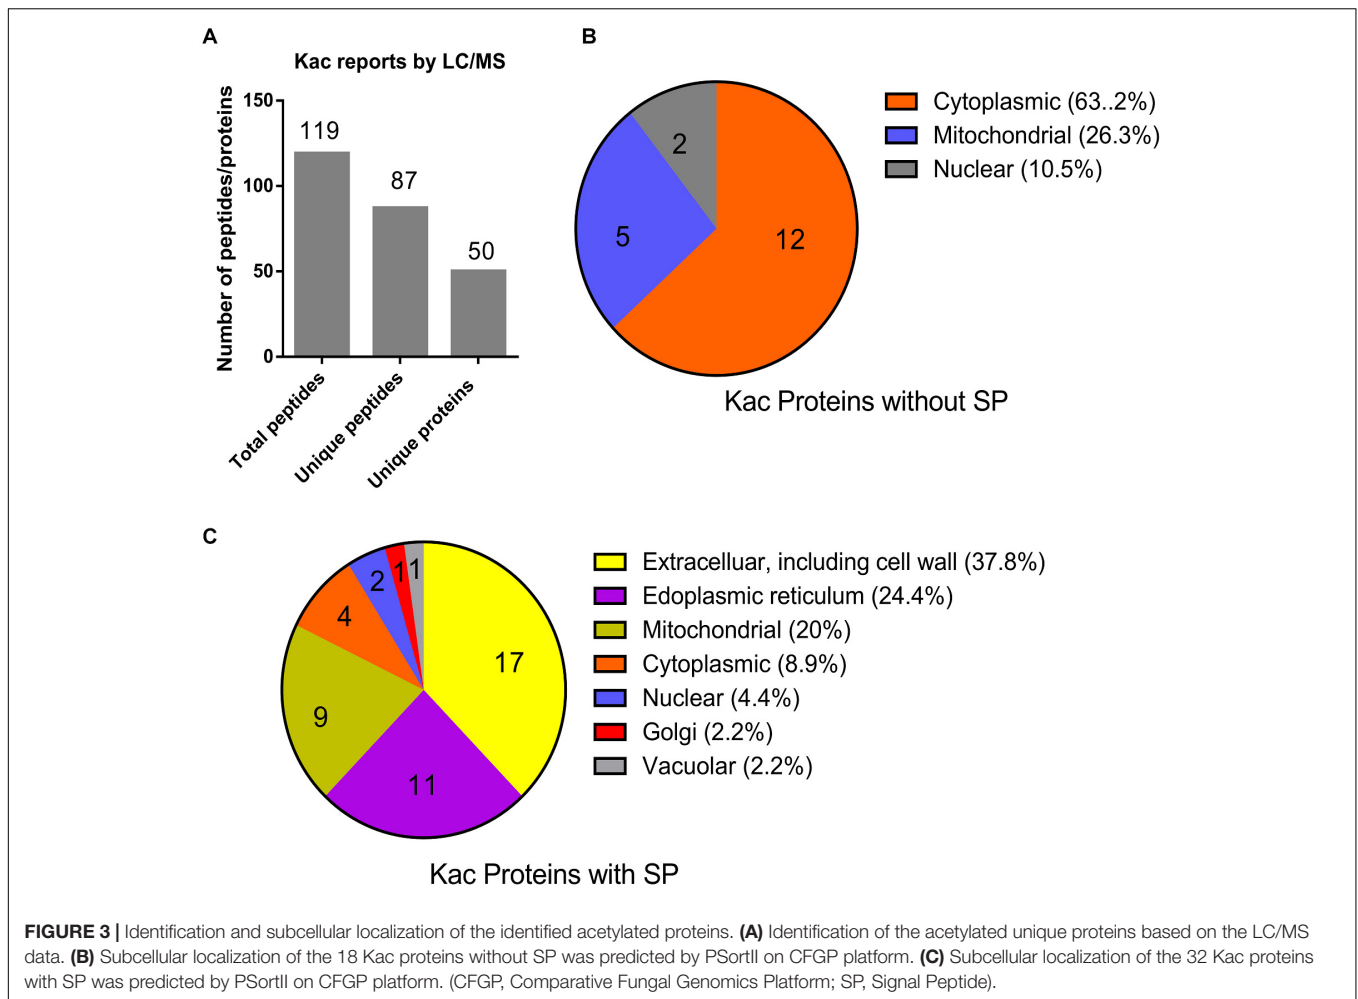 A
Kac reports by LC/MS
Number of peptides/proteins
150
100
50
0
119
87
50
Total peptides
Unique peptides
Unique proteins
B
2
5
12
Cytoplasmic (63..2%)
Mitochondrial (26.3%)
Nuclear (10.5%)
Kac Proteins without SP
C
2
1
1
4
17
9
11
Extracelluar, including cell wall (37.8%)
Edoplasmic reticulum (24.4%)
Mitochondrial (20%)
Cytoplasmic (8.9%)
Nuclear (4.4%)
Golgi (2.2%)
Vacuolar (2.2%)
Kac Proteins with SP
FIGURE 3 | Identification and subcellular localization of the identified acetylated proteins. (A) Identification of the acetylated unique proteins based on the LC/MS
data. (B) Subcellular localization of the 18 Kac proteins without SP was predicted by PSortII on CFGP platform. (C) Subcellular localization of the 32 Kac proteins
with SP was predicted by PSortII on CFGP platform. (CFGP, Comparative Fungal Genomics Platform; SP, Signal Peptide).